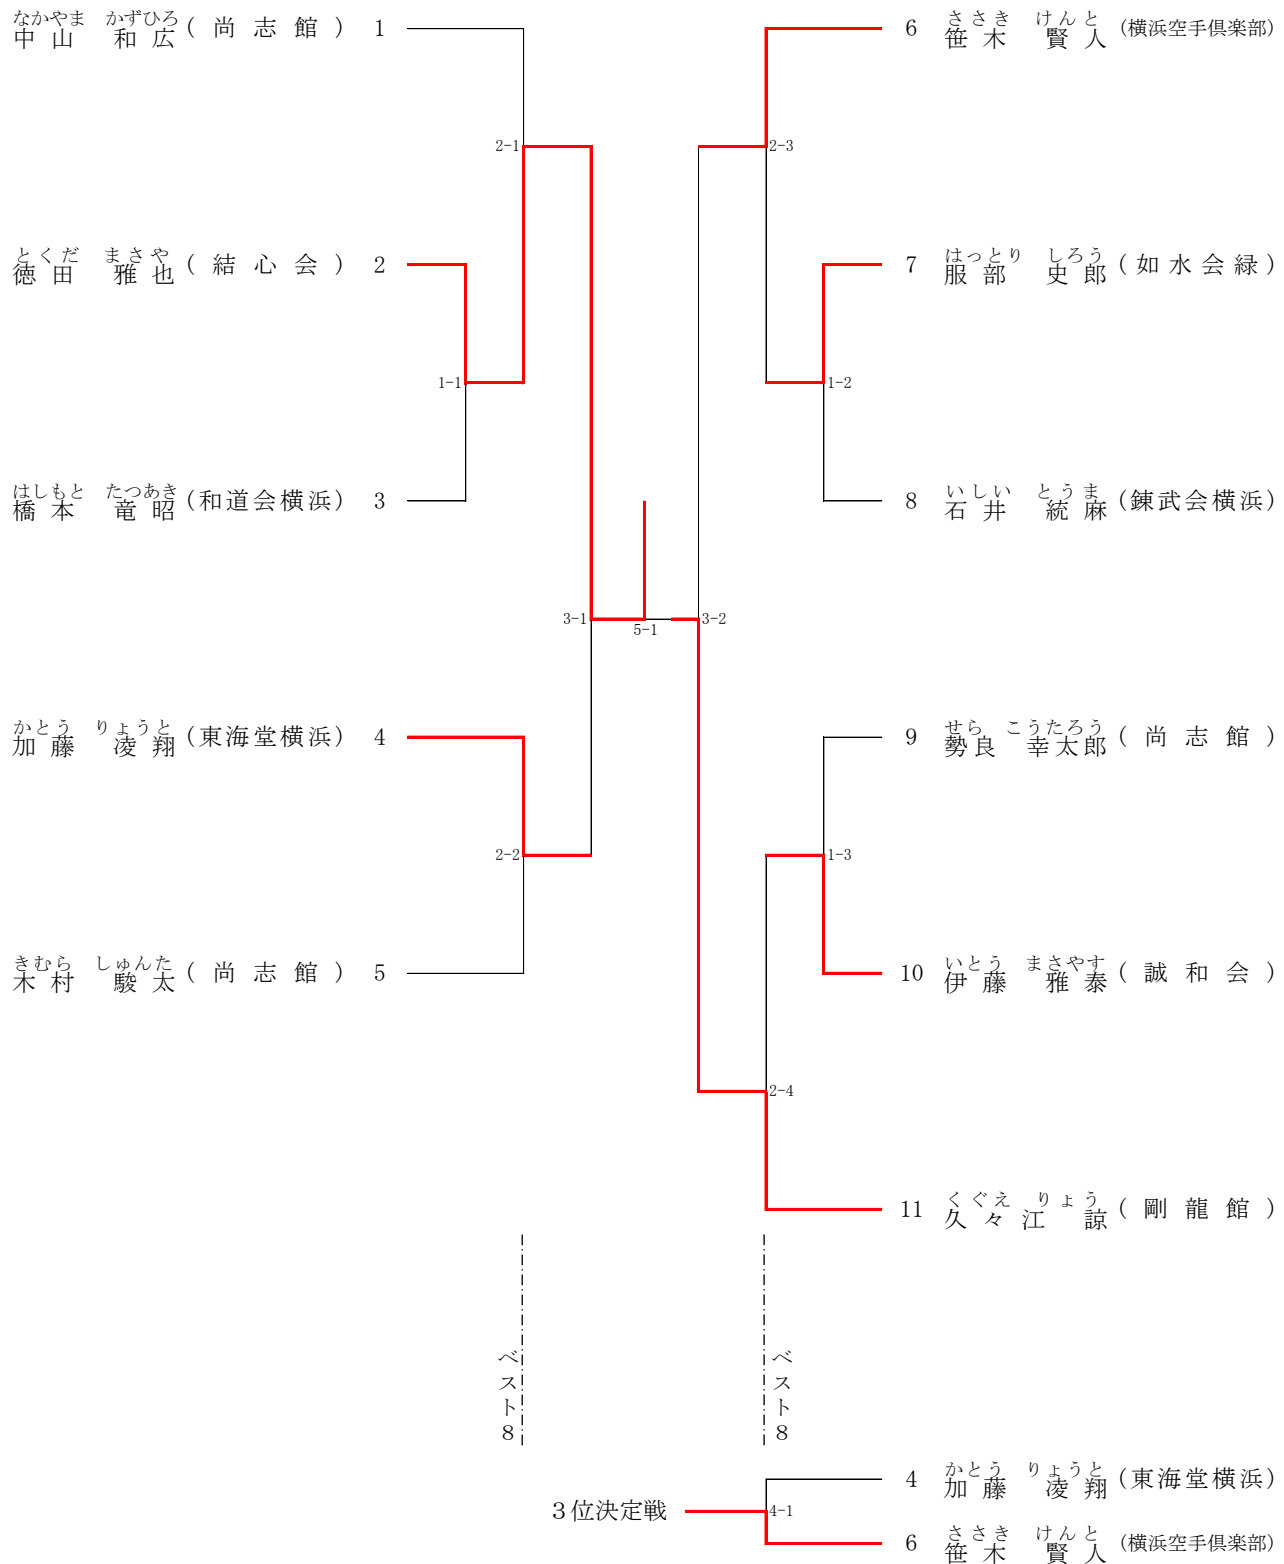 なかやま　かずひろ
中山　和広 (尚志館) 1
2-1
とくだ　まさや
徳田　雅也 (結心会) 2
1-1
はしもと　たつあき
橋本　竜昭 (和道会横浜) 3
3-1
5-1
かとう　りょうと
加藤　凌翔 (東海堂横浜) 4
2-2
きむら　しゅんた
木村　駿太 (尚志館) 5
ささき　けんと
6 笹木　賢人 (横浜空手倶楽部)
2-3
はっとり　しろう
7 服部　史郎 (如水会緑)
1-2
いしい　とうま
8 石井　統麻 (錬武会横浜)
3-2
せら　こうたろう
9 勢良　幸太郎 (尚志館)
1-3
いとう　まさやす
10 伊藤　雅泰 (誠和会)
2-4
くぐえ　りょう
11 久々江　諒 (剛龍館)
ベスト8
ベスト8
３位決定戦
かとう　りょうと
4 加藤　凌翔 (東海堂横浜)
4-1
ささき　けんと
6 笹木　賢人 (横浜空手倶楽部)